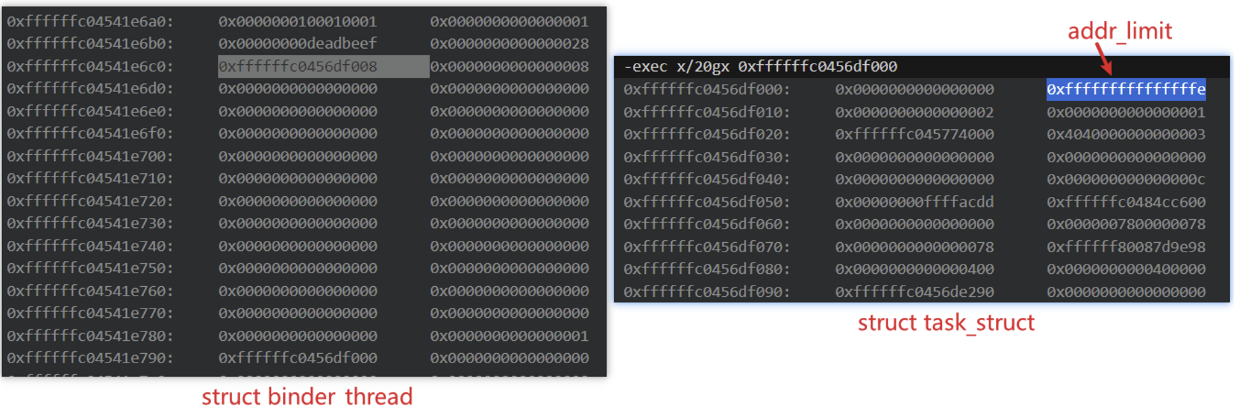 0xffffffc04541e6a0: 0x0000000100010001 0x0000000000000001
0xffffffc04541e6b0: 0x00000000deadbeef 0x0000000000000028
0xffffffc04541e6c0: 0xffffffc0456df008 0x0000000000000008
0xffffffc04541e6d0: 0x0000000000000000 0x0000000000000000
0xffffffc04541e6e0: 0x0000000000000000 0x0000000000000000
0xffffffc04541e6f0: 0x0000000000000000 0x0000000000000000
0xffffffc04541e700: 0x0000000000000000 0x0000000000000000
0xffffffc04541e710: 0x0000000000000000 0x0000000000000000
0xffffffc04541e720: 0x0000000000000000 0x0000000000000000
0xffffffc04541e730: 0x0000000000000000 0x0000000000000000
0xffffffc04541e740: 0x0000000000000000 0x0000000000000000
0xffffffc04541e750: 0x0000000000000000 0x0000000000000000
0xffffffc04541e760: 0x0000000000000000 0x0000000000000000
0xffffffc04541e770: 0x0000000000000000 0x0000000000000000
0xffffffc04541e780: 0x0000000000000000 0x0000000000000001
0xffffffc04541e790: 0xffffffc0456df000 0x0000000000000000
struct binder thread
addr_limit
-exec x/20gx 0xffffffc0456df000
0xffffffc0456df000: 0x0000000000000000 0xfffffffffffffffe
0xffffffc0456df010: 0x0000000000000002 0x0000000000000001
0xffffffc0456df020: 0xffffffc045774000 0x4040000000000003
0xffffffc0456df030: 0x0000000000000000 0x0000000000000000
0xffffffc0456df040: 0x0000000000000000 0x000000000000000c
0xffffffc0456df050: 0x00000000ffffacdd 0xffffffc0484cc600
0xffffffc0456df060: 0x0000000000000000 0x0000007800000078
0xffffffc0456df070: 0x0000000000000078 0xffffff80087d9e98
0xffffffc0456df080: 0x0000000000000400 0x0000000000400000
0xffffffc0456df090: 0xffffffc0456de290 0x0000000000000000
struct task_struct